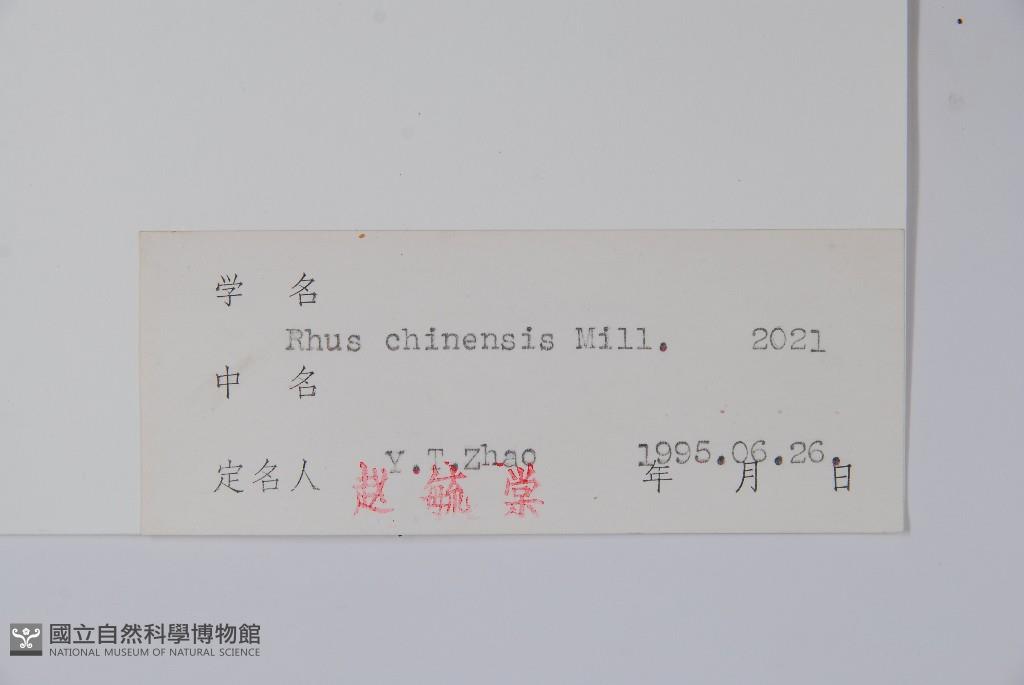 学 名
Rhus chinensis Mill. 2021
中 名
Y.T.Zhao 1995.06.26.
定名人 赵毓棠 年 月 日
國立自然科學博物館
NATIONAL MUSEUM OF NATURAL SCIENCE